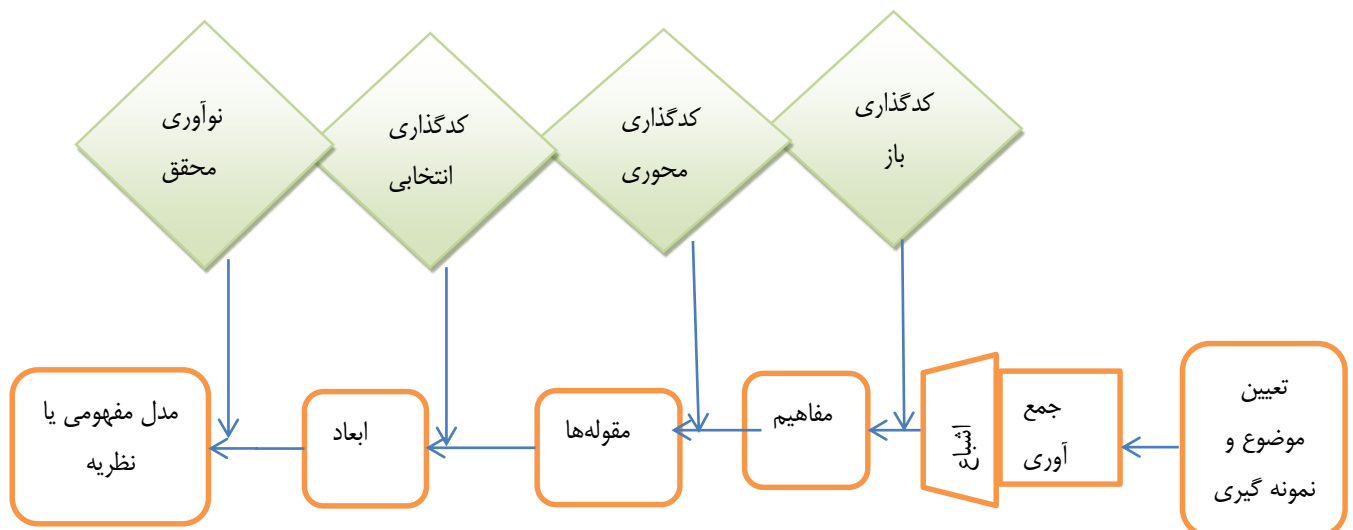 کدگذاری
باز
کدگذاری
محوری
کدگذاری
انتخابی
نوآوری
محقق
تعیین
موضوع و
نمونه گیری
جمع
آوری
اشباع
مفاهیم
مقوله‌ها
ابعاد
مدل مفهومی یا
نظریه